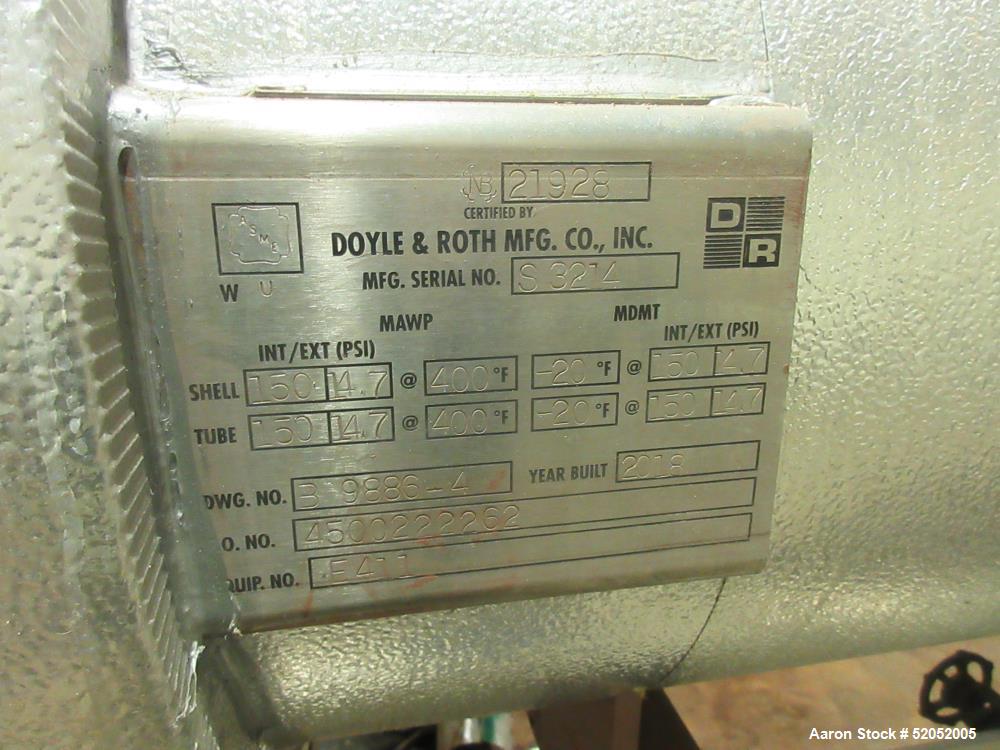 NB 21928
CERTIFIED BY
DOYLE & ROTH MFG. CO., INC.
ASME
W U
D R
MFG. SERIAL NO. S 3214
MAWP MDMT
INT/EXT (PSI) INT/EXT (PSI)
SHELL 150 14.7 @ 400 °F -20 °F @ 150 14.7
TUBE 150 14.7 @ 400 °F -20 °F @ 150 14.7
DWG. NO. B 9886-4 YEAR BUILT 2018
O. NO. 4500222262
QUIP. NO. E411
Aaron Stock # 52052005